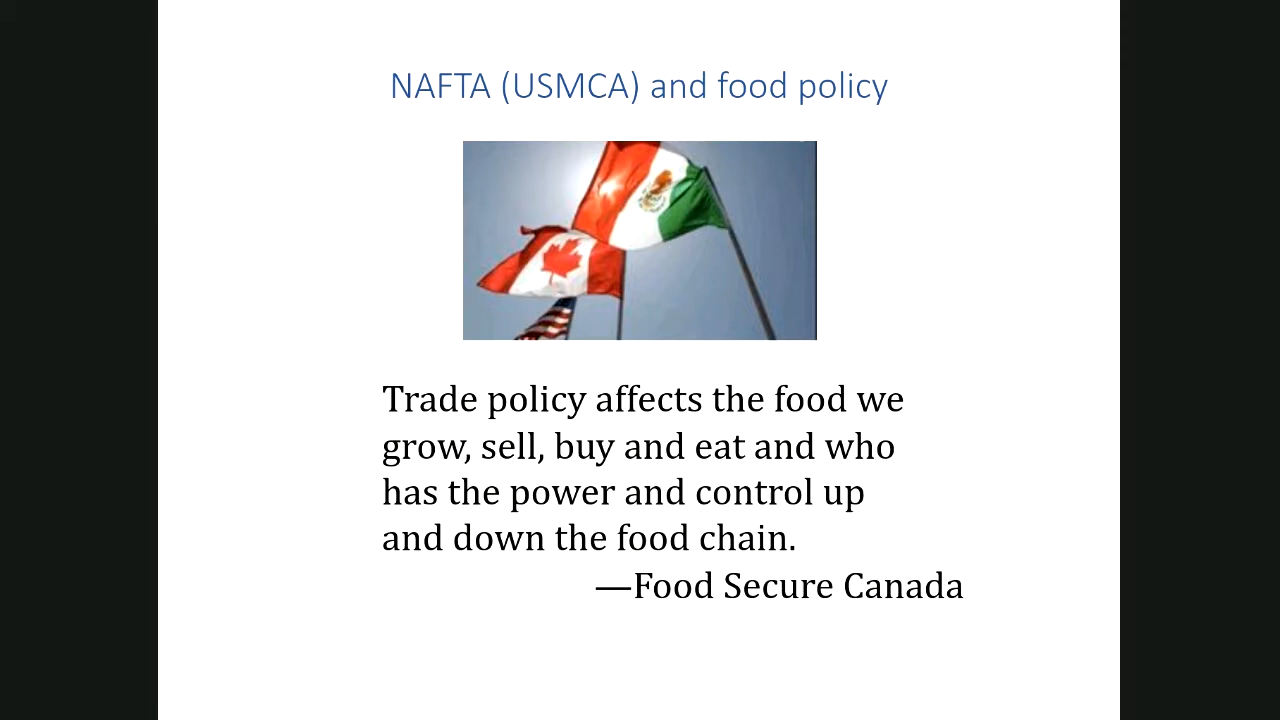 NAFTA (USMCA) and food policy
Trade policy affects the food we
grow, sell, buy and eat and who
has the power and control up
and down the food chain.
—Food Secure Canada